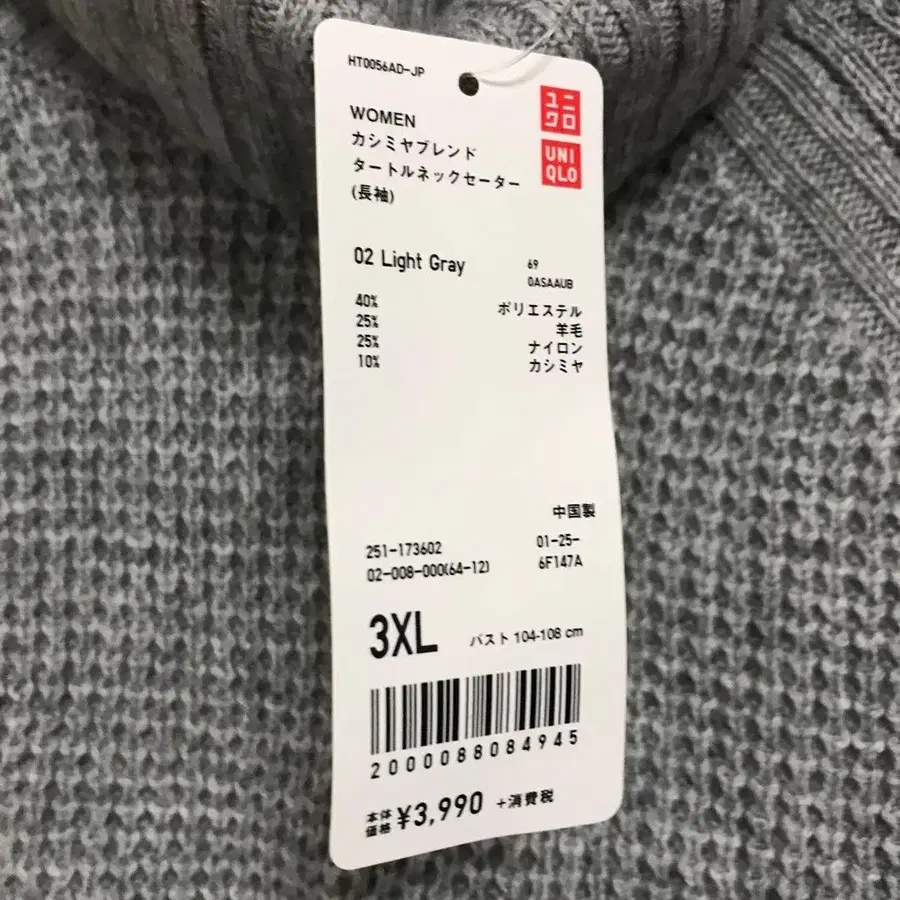 HT0056AD-JP
ユニ
クロ
UNI
QLO
WOMEN
カシミヤブレンド
タートルネックセーター
(長袖)
02 Light Gray
69
0ASAAUB
40% ポリエステル
25% 羊毛
25% ナイロン
10% カシミヤ
中国製
251-173602 01-25-
02-008-000(64-12) 6F147A
3XL バスト 104-108 cm
2000088084945
本体
価格 ¥3,990 +消費税